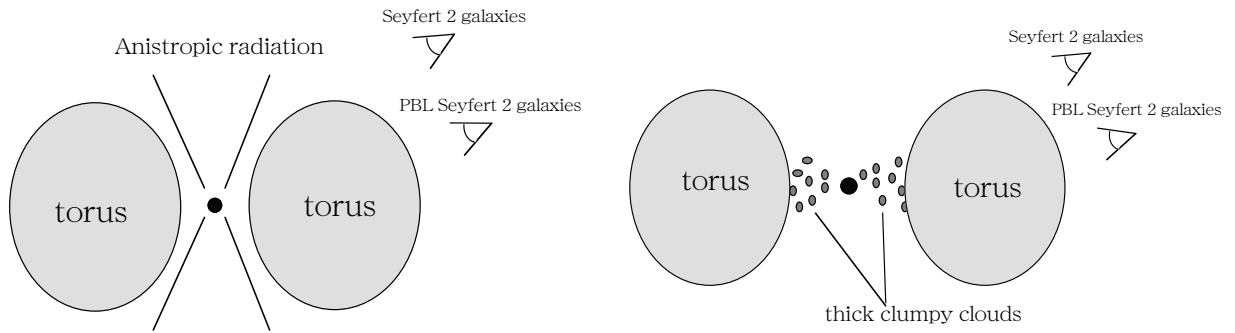 Seyfert 2 galaxies
Anistropic radiation
PBL Seyfert 2 galaxies
torus
torus
Seyfert 2 galaxies
PBL Seyfert 2 galaxies
torus
torus
thick clumpy clouds